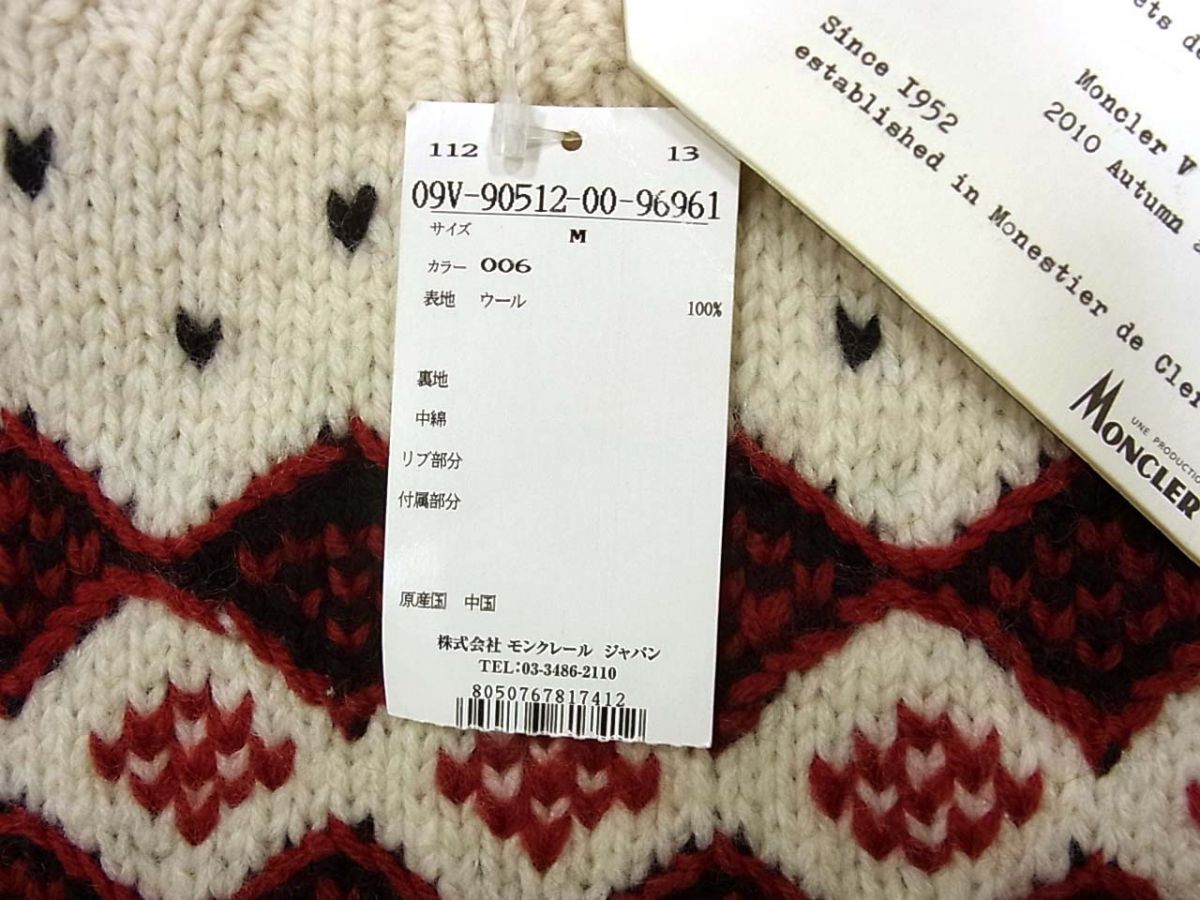 112 13
09V-90512-00-96961
サイズ M
カラー 006
表地 ウール 100%
裏地
中綿
リブ部分
付属部分
原産国 中国
株式会社 モンクレール ジャパン
TEL:03-3486-2110
8050767817412
Moncler V
2010 Autumn
Since 1952
established in Monestier de
MONCLER
UNE